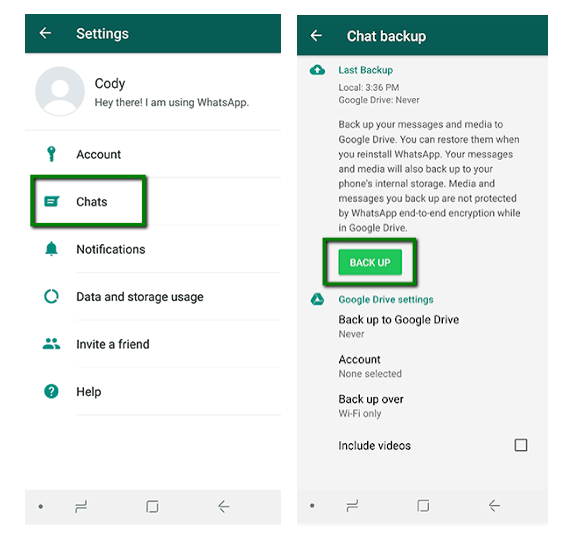 Settings
Cody
Hey there! I am using WhatsApp.
Account
Chats
Notifications
Data and storage usage
Invite a friend
Help
Chat backup
Last Backup
Local: 3:36 PM
Google Drive: Never
Back up your messages and media to
Google Drive. You can restore them when
you reinstall WhatsApp. Your messages
and media will also back up to your
phone's internal storage. Media and
messages you back up are not protected
by WhatsApp end-to-end encryption while
in Google Drive.
BACK UP
Google Drive settings
Back up to Google Drive
Never
Account
None selected
Back up over
Wi-Fi only
Include videos